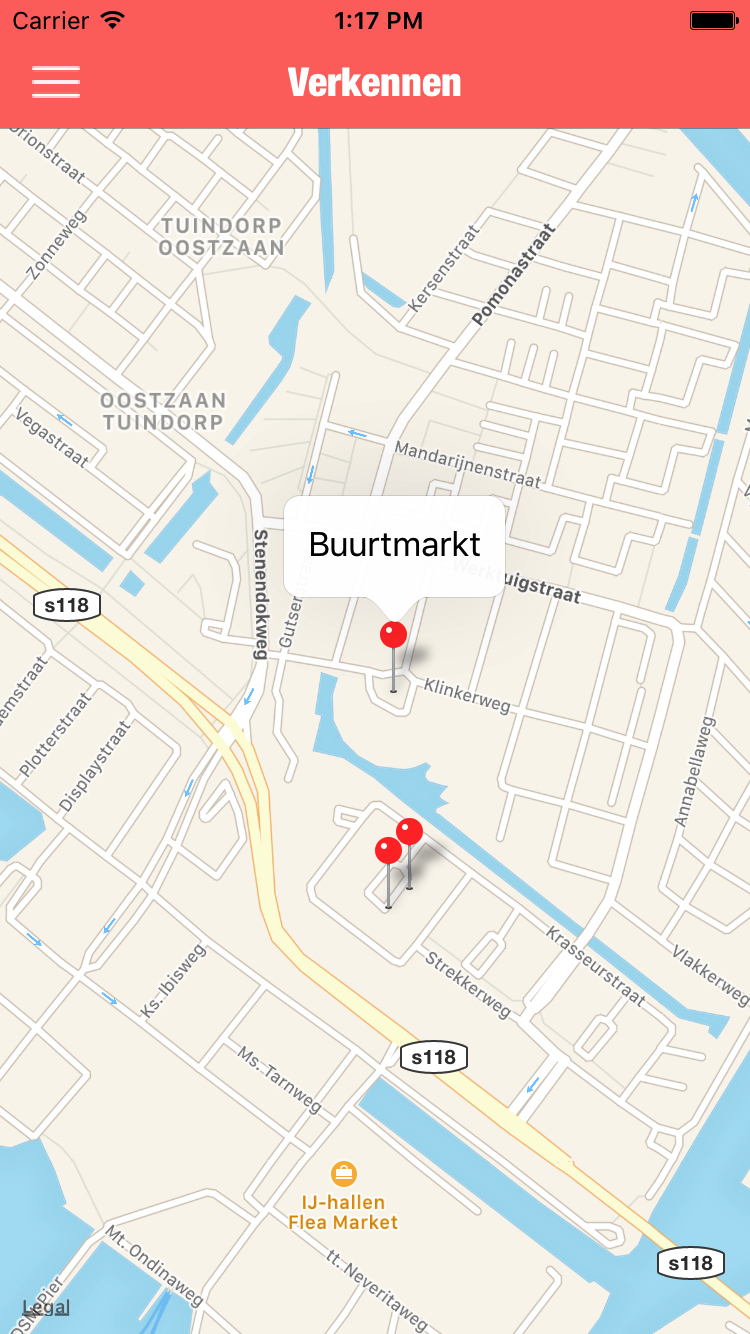 Carrier
1:17 PM
Verkennen
Orionstraat
TUINDORP
OOSTZAAN
Zonneweg
Kersenstraat
Pomonastraat
OOSTZAAN
TUINDORP
Vegastraat
Mandarijnenstraat
Buurtmarkt
Stenendokweg
Werktuigstraat
s118
Klinkerweg
Plotterstraat
Displaystraat
Annabellaweg
Krasseurstraat
Vlakkerweg
Strekkerweg
Ks. Ibisweg
s118
Ms. Tarnweg
IJ-hallen
Flea Market
Mt. Ondinaweg
tt. Neveritaweg
s118
Legal